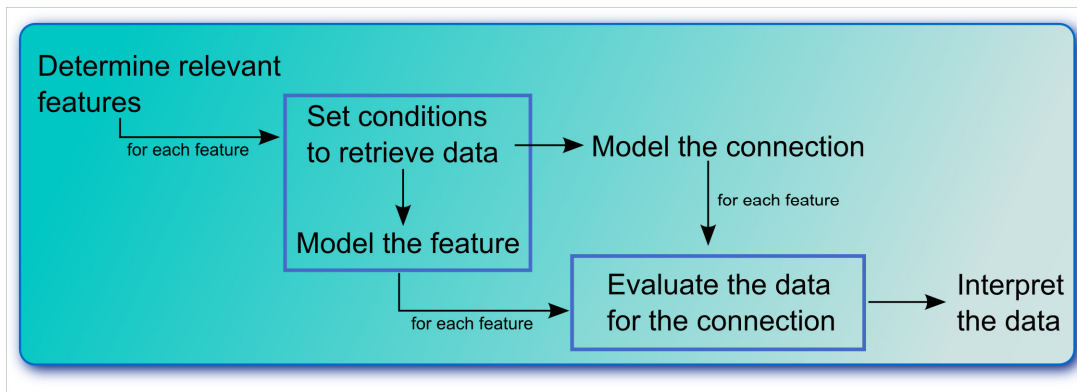 Determine relevant
features
for each feature
Set conditions
to retrieve data
Model the feature
Model the connection
for each feature
for each feature
Evaluate the data
for the connection
Interpret
the data